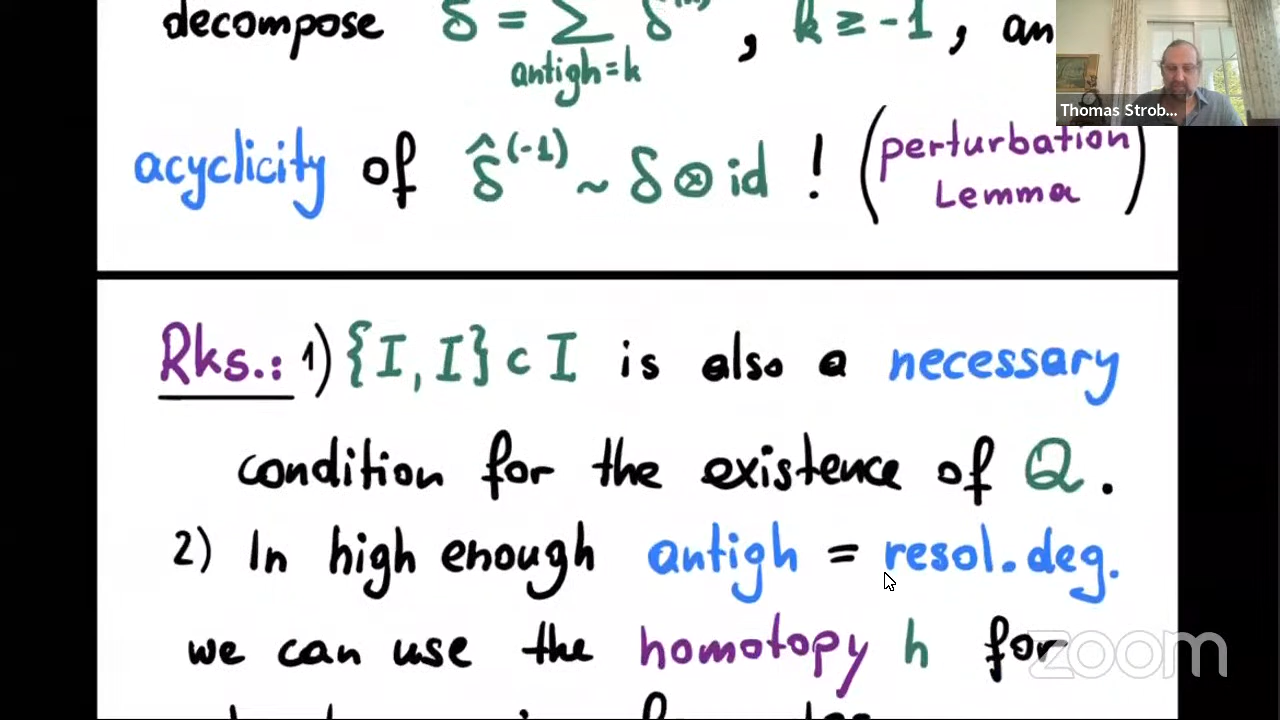 decompose δ = Σ δ , k ≥ -1, an
antigh=k
Thomas Strob...
acyclicity of δ̂⁽⁻¹⁾ ~ δ ⊗ id ! (perturbation
Lemma)
Rks.: 1) {I, I} ⊂ I is also a necessary
condition for the existence of Q.
2) In high enough antigh = resol. deg.
we can use the homotopy h for
zoom